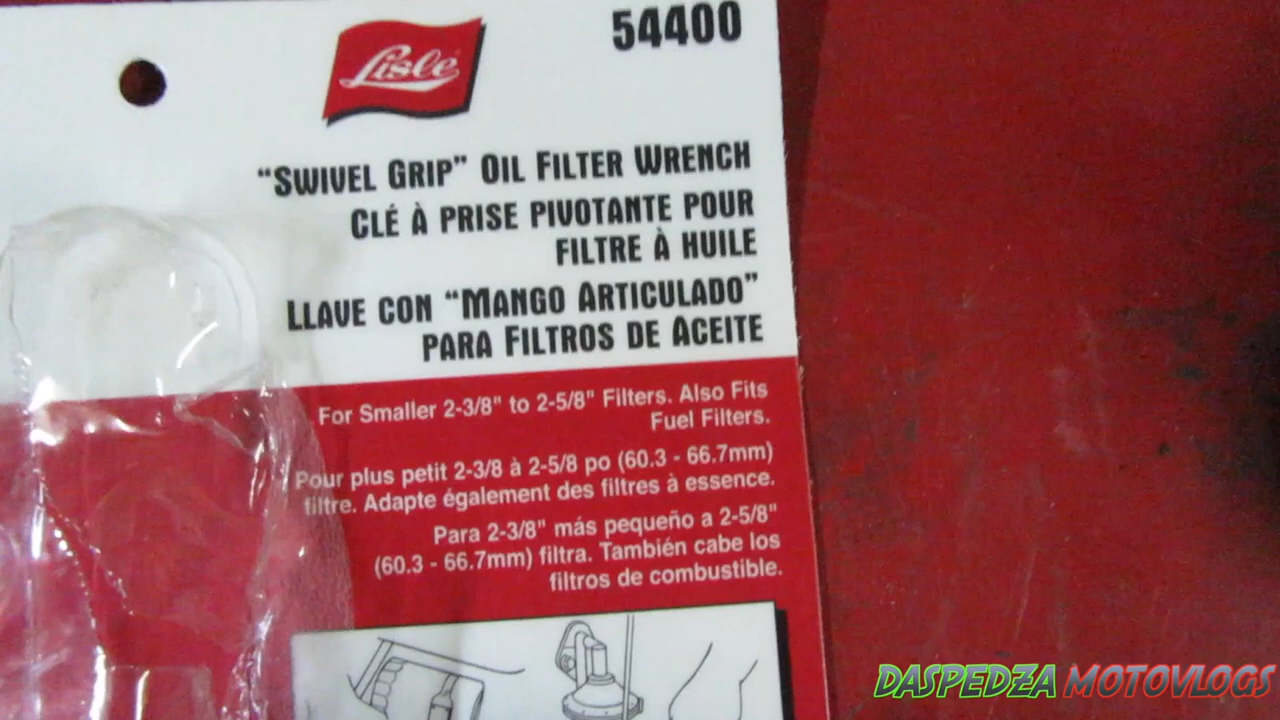 Lisle
54400
"SWIVEL GRIP" OIL FILTER WRENCH
CLÉ À PRISE PIVOTANTE POUR
FILTRE À HUILE
LLAVE CON "MANGO ARTICULADO"
PARA FILTROS DE ACEITE
For Smaller 2-3/8" to 2-5/8" Filters. Also Fits
Fuel Filters.
Pour plus petit 2-3/8 à 2-5/8 po (60.3 - 66.7mm)
filtre. Adapte également des filtres à essence.
Para 2-3/8" más pequeño a 2-5/8"
(60.3 - 66.7mm) filtra. También cabe los
filtros de combustible.
DASPEDZA MOTOVLOGS